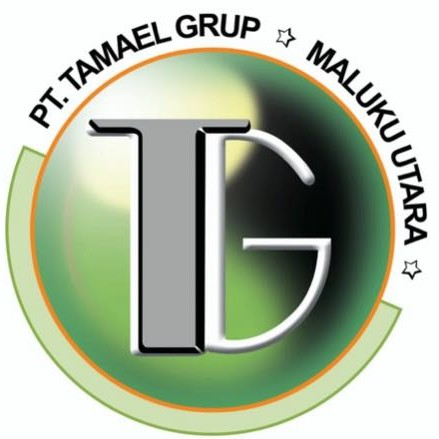 PT. TAMAEL GRUP ☆ MALUKU UTARA ☆
TG